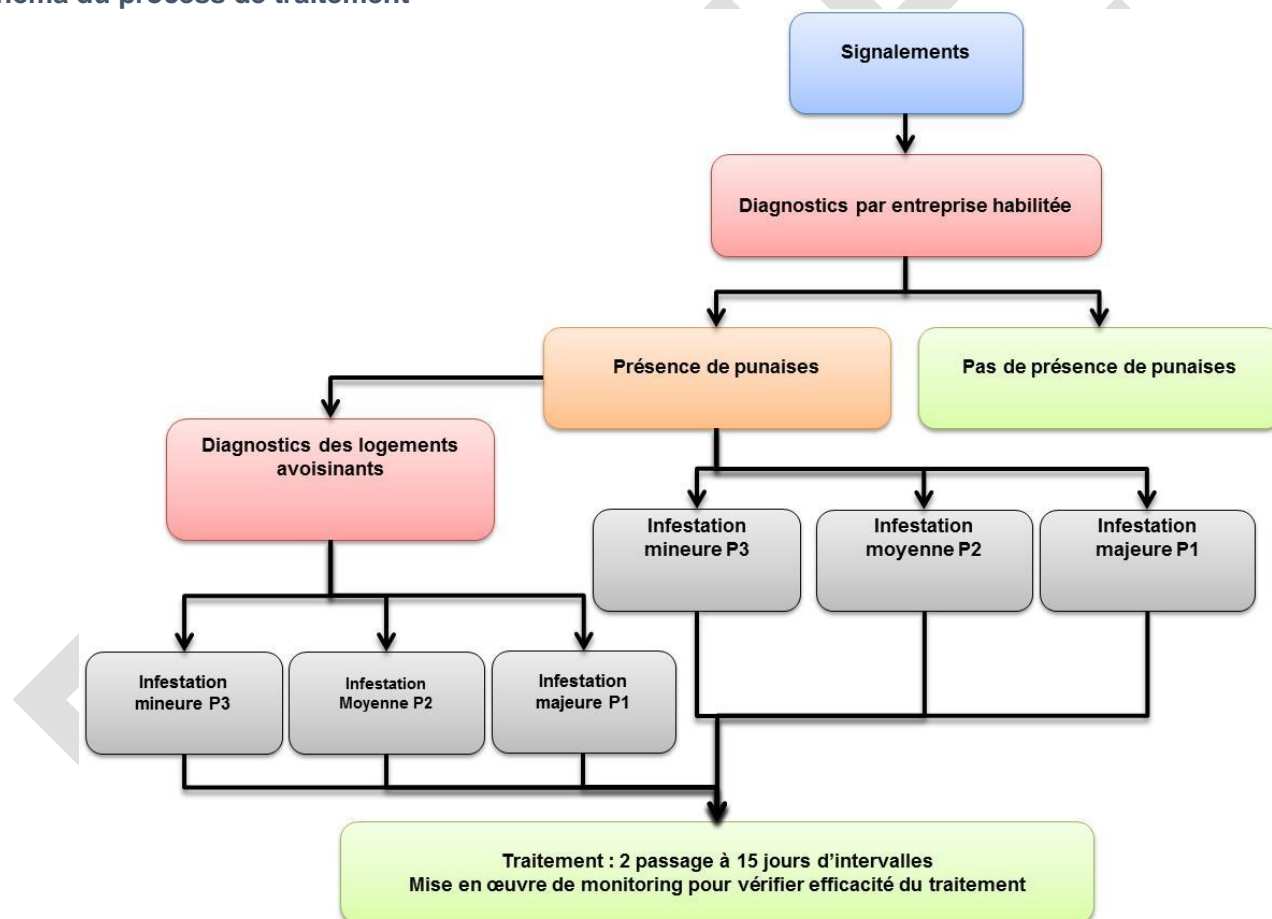 du process de traitement
Signalements
Diagnostics par entreprise habilitée
Présence de punaises
Pas de présence de punaises
Diagnostics des logements
avoisinants
Infestation
mineure P3
Infestation
moyenne P2
Infestation
majeure P1
Infestation
mineure P3
Infestation
Moyenne P2
Infestation
majeure P1
Traitement : 2 passage à 15 jours d’intervalles
Mise en œuvre de monitoring pour vérifier efficacité du traitement